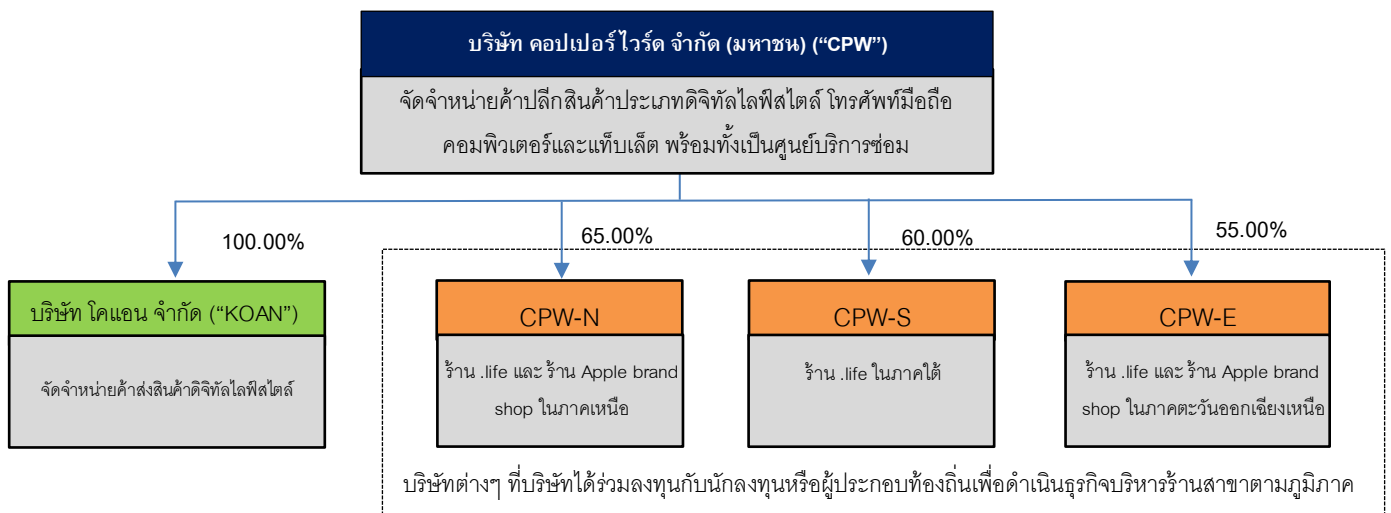 บริษัท คอปเปอร์ ไวร์ด จำกัด (มหาชน) (“CPW”)
จัดจำหน่ายค้าปลีกสินค้าประเภทดิจิทัลไลฟ์สไตล์ โทรศัพท์มือถือ
คอมพิวเตอร์และแท็บเล็ต พร้อมทั้งเป็นศูนย์บริการซ่อม
100.00%
65.00%
60.00%
55.00%
บริษัท โคแอน จำกัด (“KOAN”)
จัดจำหน่ายค้าส่งสินค้าดิจิทัลไลฟ์สไตล์
CPW-N
ร้าน .life และ ร้าน Apple brand
shop ในภาคเหนือ
CPW-S
ร้าน .life ในภาคใต้
CPW-E
ร้าน .life และ ร้าน Apple brand
shop ในภาคตะวันออกเฉียงเหนือ
บริษัทต่างๆ ที่บริษัทได้ร่วมลงทุนกับนักลงทุนหรือผู้ประกอบท้องถิ่นเพื่อดำเนินธุรกิจบริหารร้านสาขาตามภูมิภาค